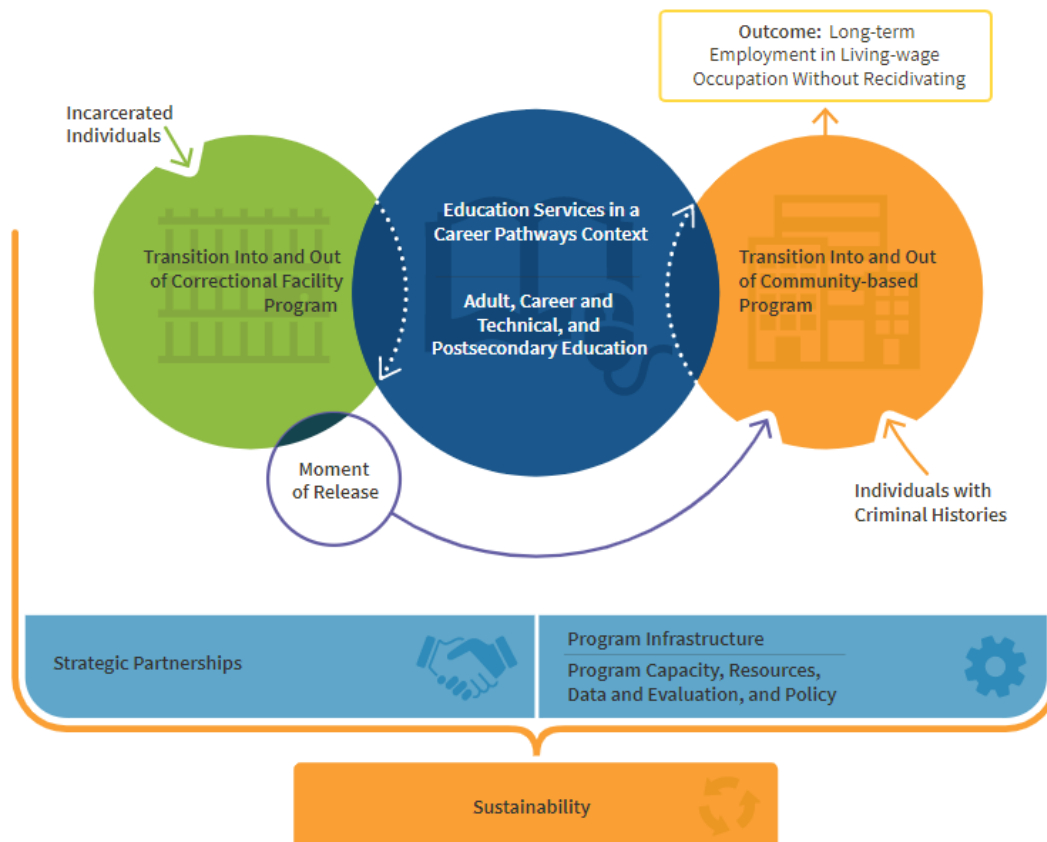 Outcome: Long-term
Employment in Living-wage
Occupation Without Recidivating
Incarcerated
Individuals
Transition Into and Out
of Correctional Facility
Program
Education Services in a
Career Pathways Context
Adult, Career and
Technical, and
Postsecondary Education
Transition Into and Out
of Community-based
Program
Moment
of Release
Individuals with
Criminal Histories
Strategic Partnerships
Program Infrastructure
Program Capacity, Resources,
Data and Evaluation, and Policy
Sustainability